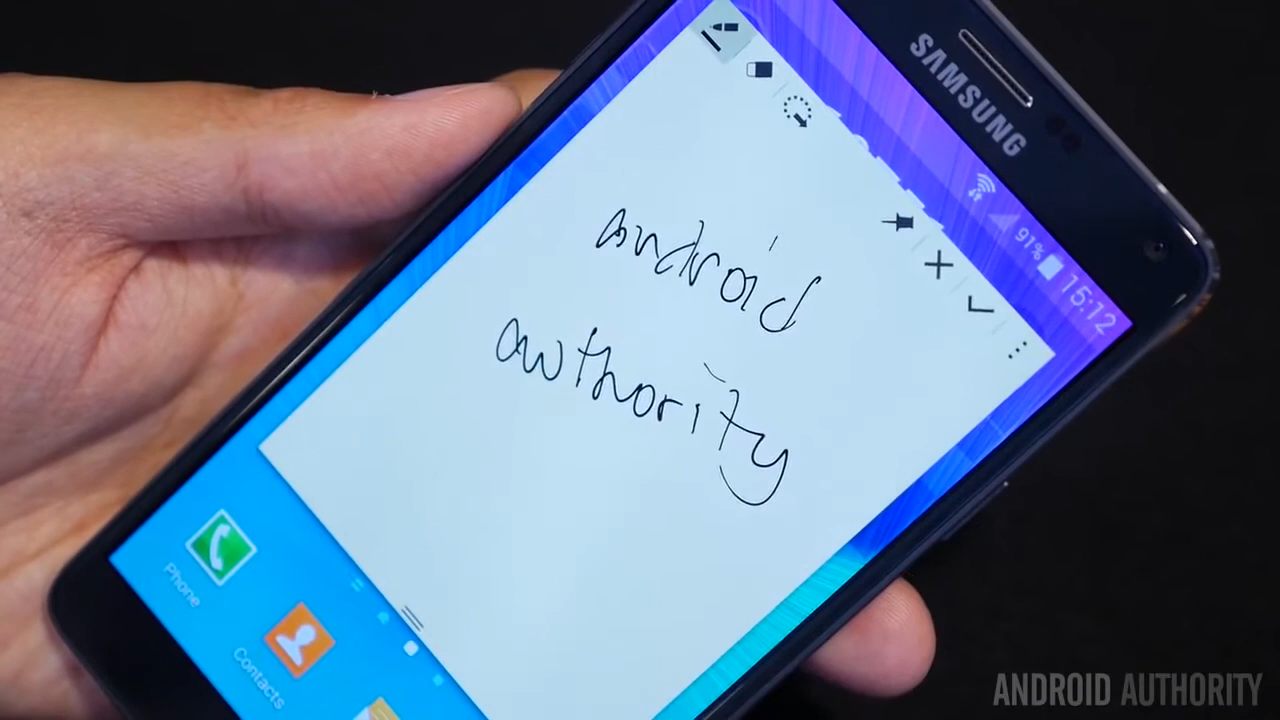 SAMSUNG
91% 15:12
android
authority
Phone
Contacts
ANDROID AUTHORITY